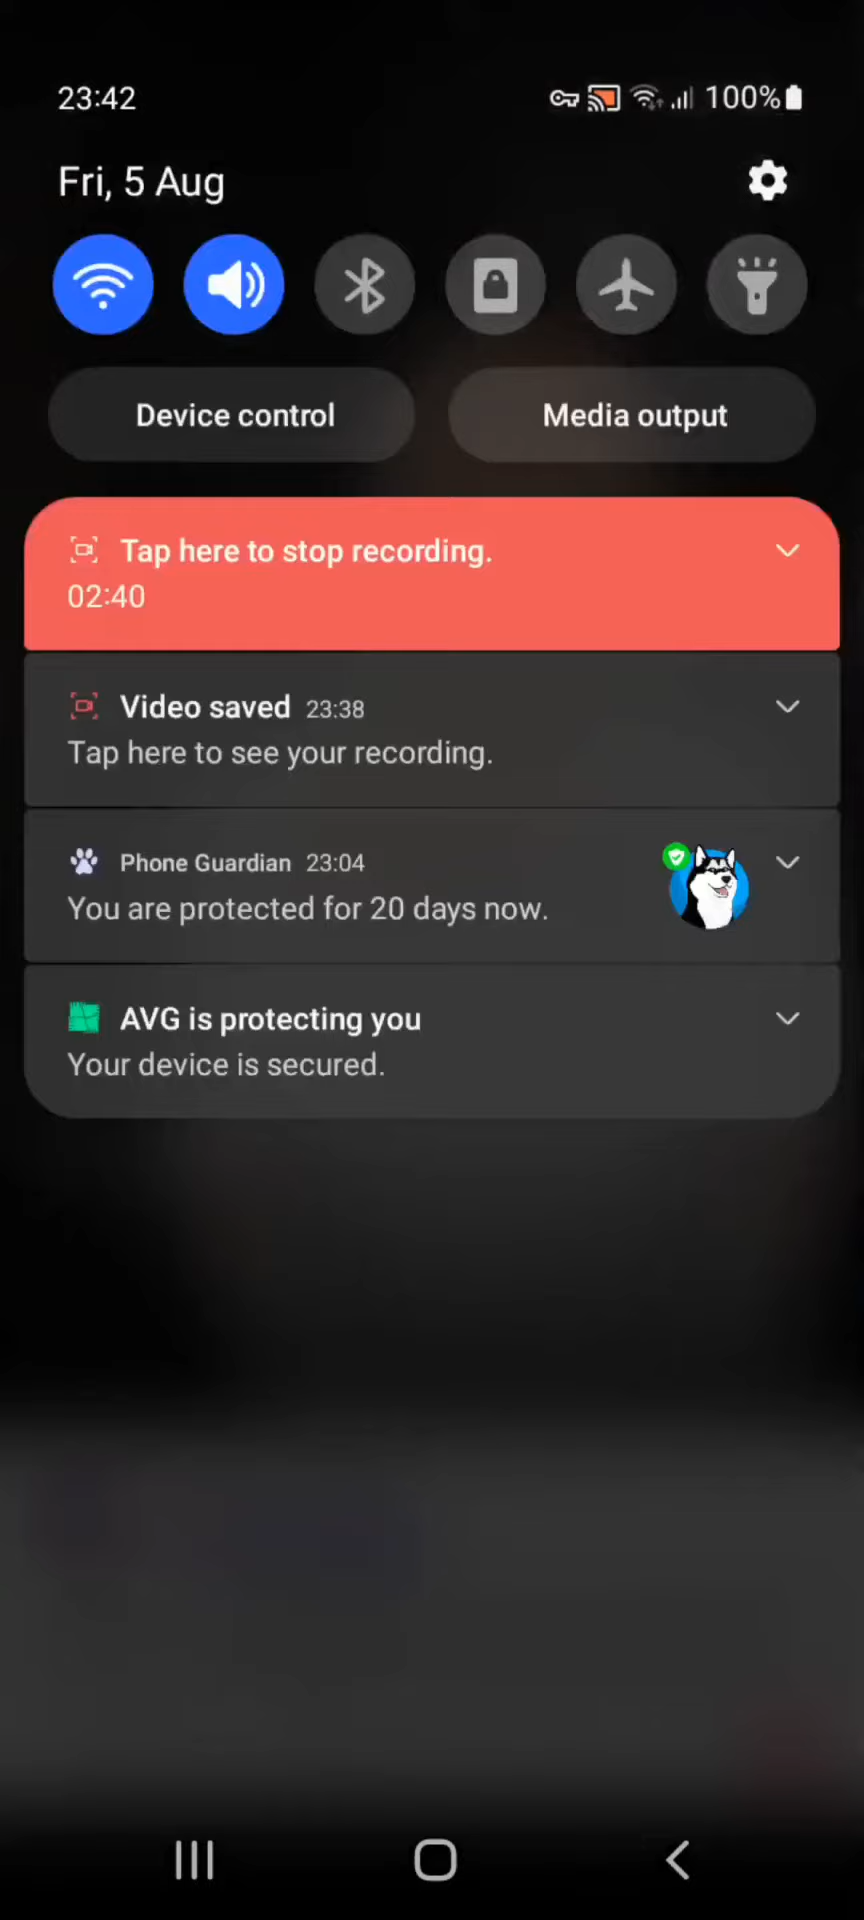 23:42 100%
Fri, 5 Aug
Device control Media output
Tap here to stop recording.
02:40
Video saved 23:38
Tap here to see your recording.
Phone Guardian 23:04
You are protected for 20 days now.
AVG is protecting you
Your device is secured.